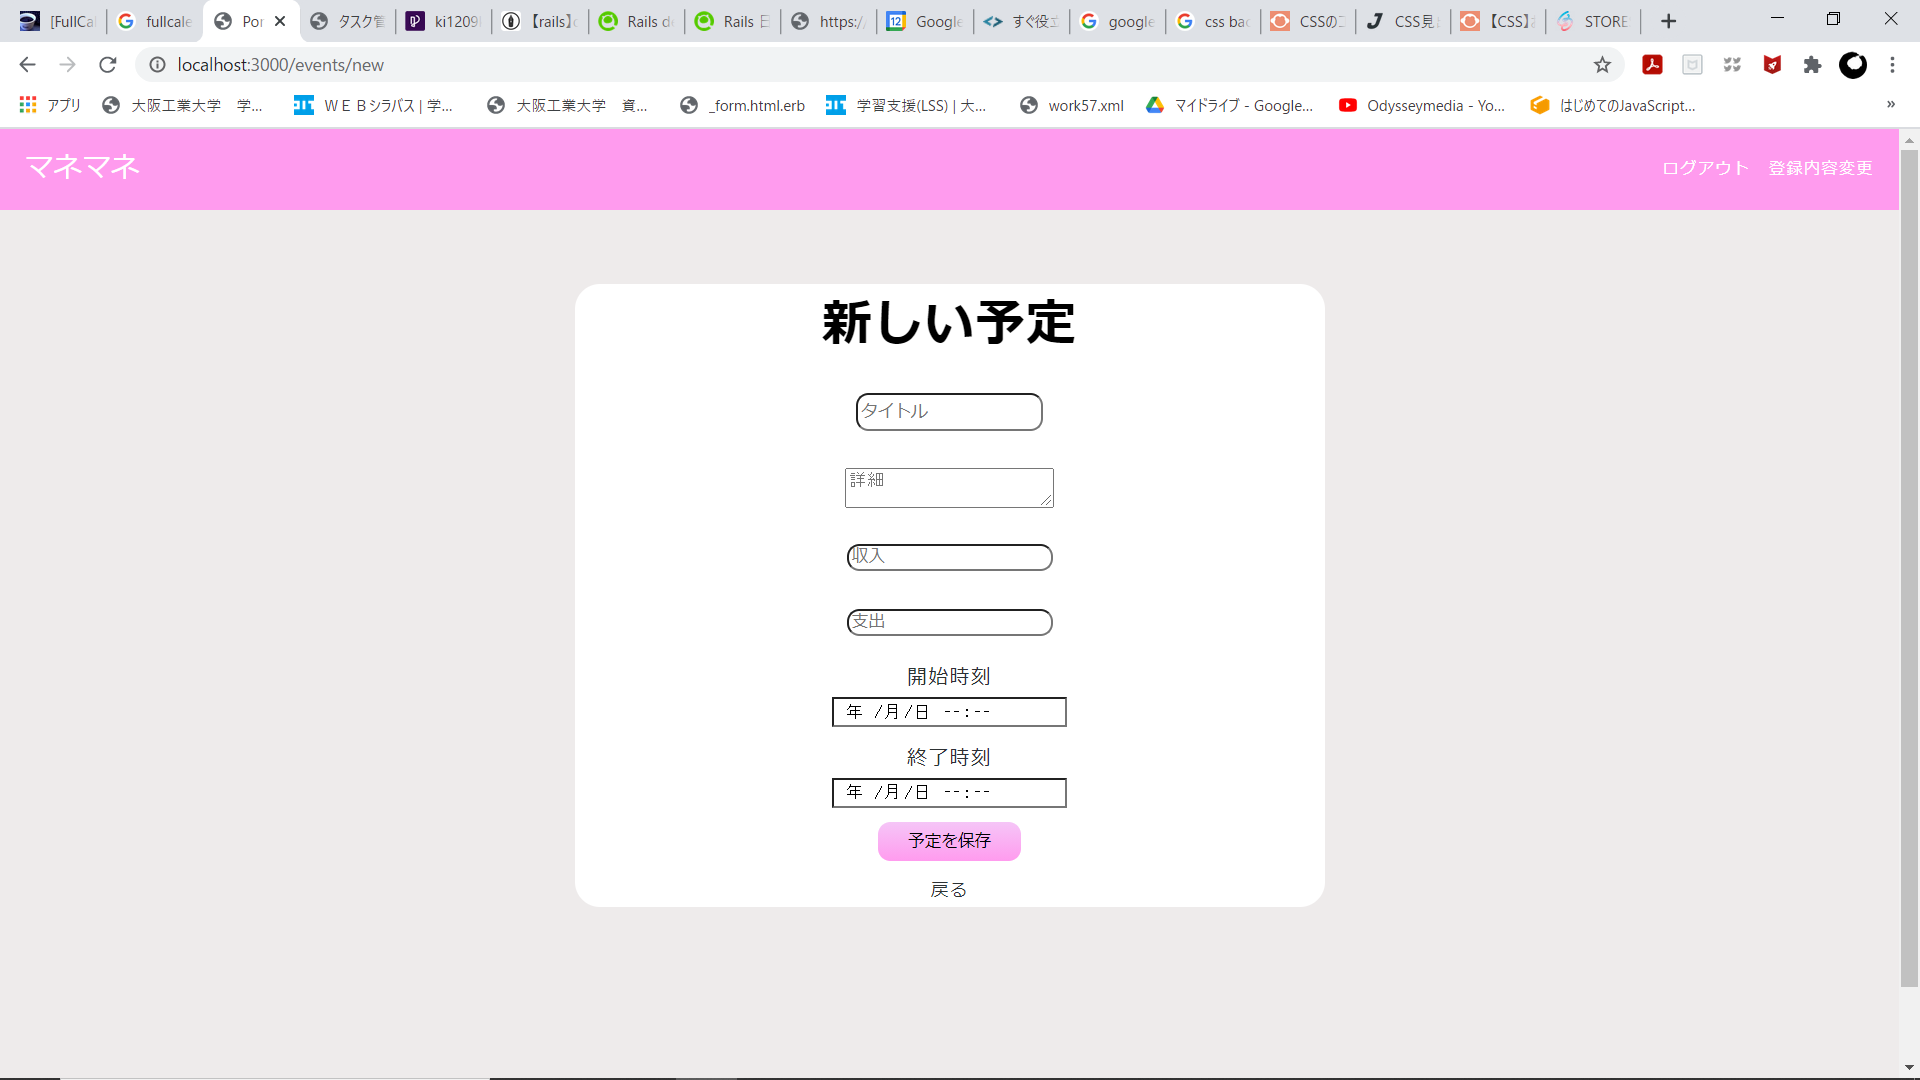 [FullCal
fullcale
Por
タスク管
ki1209
【rails】
Rails de
Rails
https:/
Google
すぐ役立
google
css bac
CSSの
CSS見
【CSS】
STORE
localhost:3000/events/new
アプリ
大阪工業大学 学...
ＷＥＢシラバス | 学...
大阪工業大学 資...
_form.html.erb
学習支援(LSS) | 大...
work57.xml
マイドライブ - Google...
Odysseymedia - Yo...
はじめてのJavaScript...
»
マネマネ
ログアウト 登録内容変更
新しい予定
タイトル
詳細
収入
支出
開始時刻
年 /月/日 --:--
終了時刻
年 /月/日 --:--
予定を保存
戻る